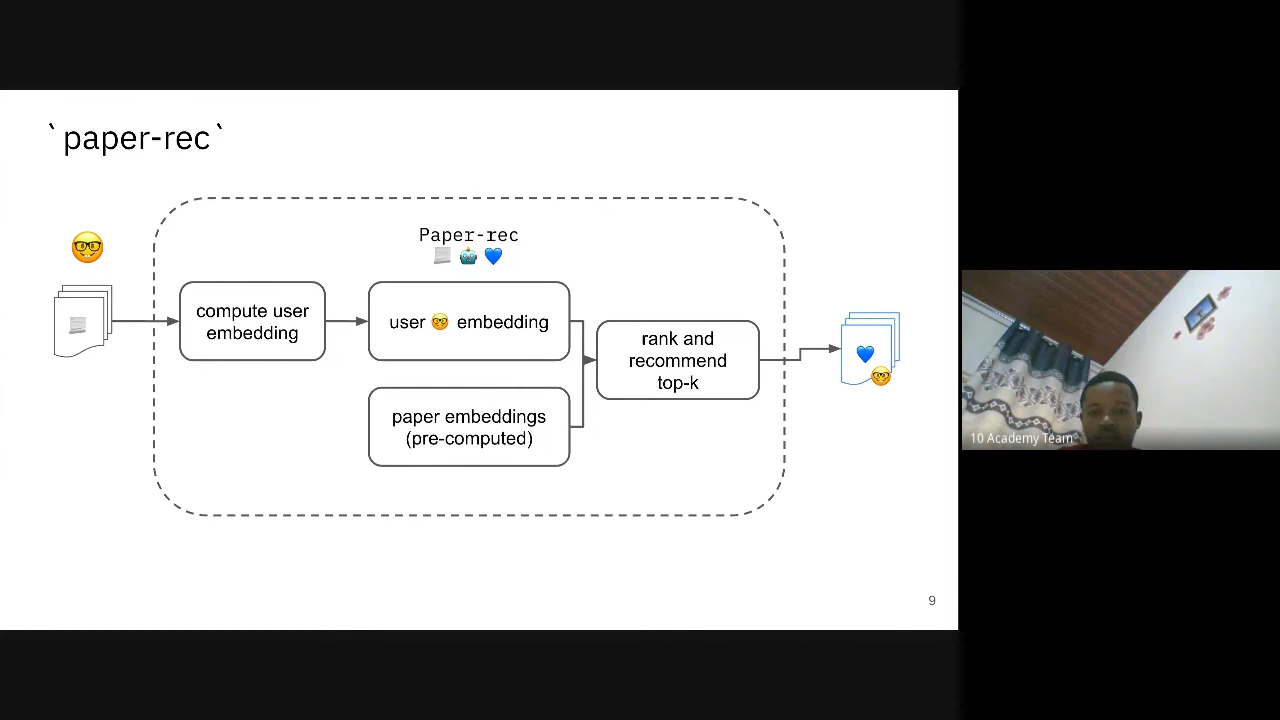 `paper-rec`
Paper-rec
compute user
embedding
user 🤓 embedding
rank and
recommend
top-k
paper embeddings
(pre-computed)
9
10 Academy Team